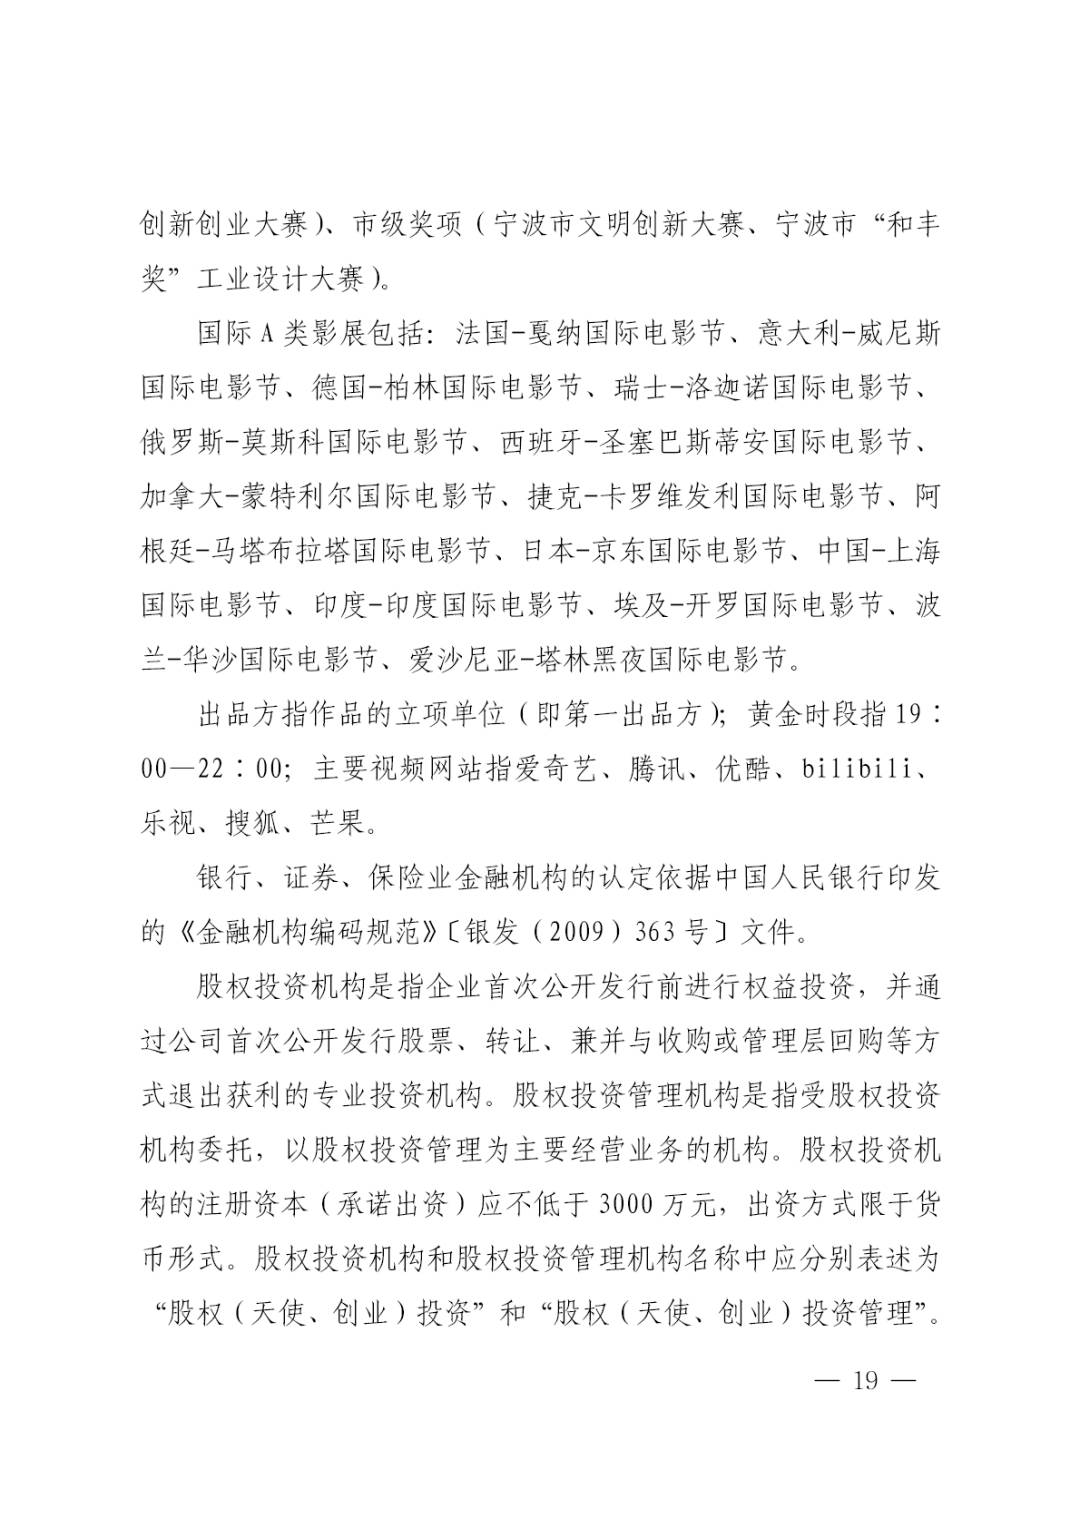 创新创业大赛）、市级奖项（宁波市文明创新大赛、宁波市“和丰
奖”工业设计大赛）。
国际 A 类影展包括：法国-戛纳国际电影节、意大利-威尼斯
国际电影节、德国-柏林国际电影节、瑞士-洛迦诺国际电影节、
俄罗斯-莫斯科国际电影节、西班牙-圣塞巴斯蒂安国际电影节、
加拿大-蒙特利尔国际电影节、捷克-卡罗维发利国际电影节、阿
根廷-马塔布拉塔国际电影节、日本-京东国际电影节、中国-上海
国际电影节、印度-印度国际电影节、埃及-开罗国际电影节、波
兰-华沙国际电影节、爱沙尼亚-塔林黑夜国际电影节。
出品方指作品的立项单位（即第一出品方）；黄金时段指 19：
00—22：00；主要视频网站指爱奇艺、腾讯、优酷、bilibili、
乐视、搜狐、芒果。
银行、证券、保险业金融机构的认定依据中国人民银行印发
的《金融机构编码规范》〔银发（2009）363 号〕文件。
股权投资机构是指企业首次公开发行前进行权益投资，并通
过公司首次公开发行股票、转让、兼并与收购或管理层回购等方
式退出获利的专业投资机构。股权投资管理机构是指受股权投资
机构委托，以股权投资管理为主要经营业务的机构。股权投资机
构的注册资本（承诺出资）应不低于 3000 万元，出资方式限于货
币形式。股权投资机构和股权投资管理机构名称中应分别表述为
“股权（天使、创业）投资”和“股权（天使、创业）投资管理”。
— 19 —